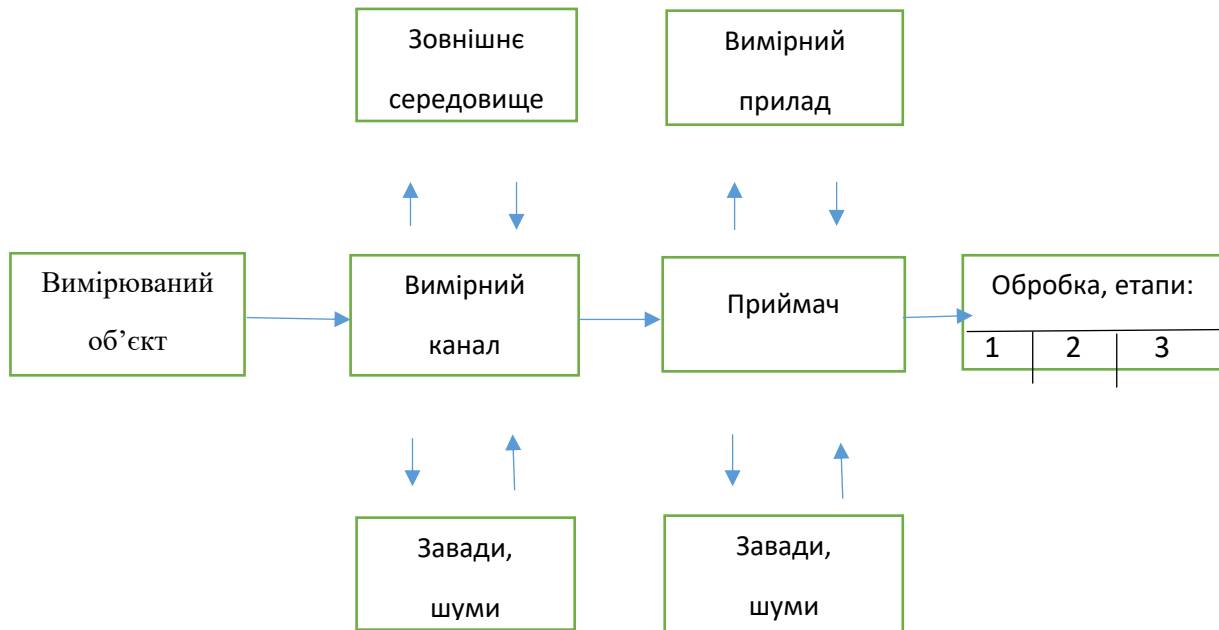 Зовнішнє
середовище
Вимірний
прилад
Вимірюваний
об’єкт
Вимірний
канал
Приймач
Обробка, етапи:
1 2 3
Завади,
шуми
Завади,
шуми